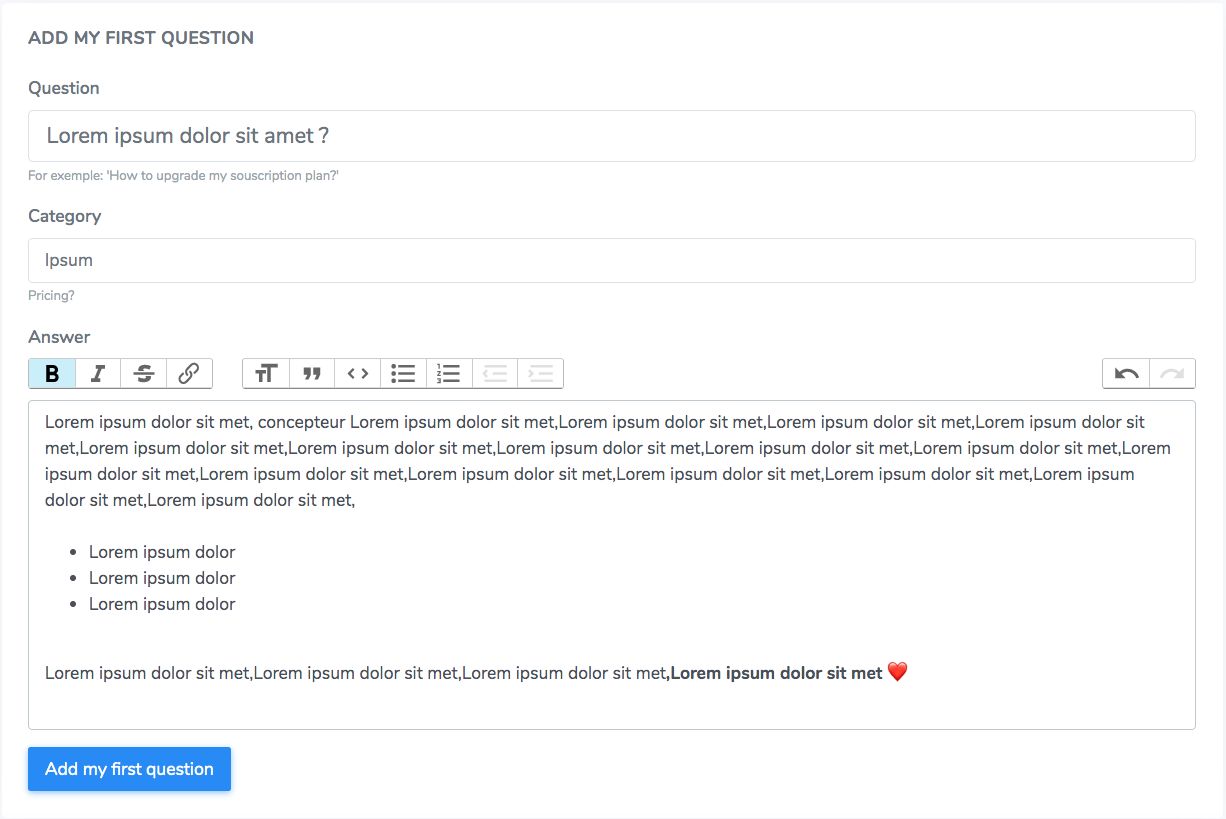 ADD MY FIRST QUESTION
Question
Lorem ipsum dolor sit amet ?
For exemple: 'How to upgrade my souscription plan?'
Category
Ipsum
Pricing?
Answer
Lorem ipsum dolor sit met, concepteur Lorem ipsum dolor sit met,Lorem ipsum dolor sit met,Lorem ipsum dolor sit met,Lorem ipsum dolor sit
met,Lorem ipsum dolor sit met,Lorem ipsum dolor sit met,Lorem ipsum dolor sit met,Lorem ipsum dolor sit met,Lorem ipsum dolor sit met,Lorem
ipsum dolor sit met,Lorem ipsum dolor sit met,Lorem ipsum dolor sit met,Lorem ipsum dolor sit met,Lorem ipsum dolor sit met,Lorem ipsum
dolor sit met,Lorem ipsum dolor sit met,
• Lorem ipsum dolor
• Lorem ipsum dolor
• Lorem ipsum dolor
Lorem ipsum dolor sit met,Lorem ipsum dolor sit met,Lorem ipsum dolor sit met,Lorem ipsum dolor sit met ❤️
Add my first question